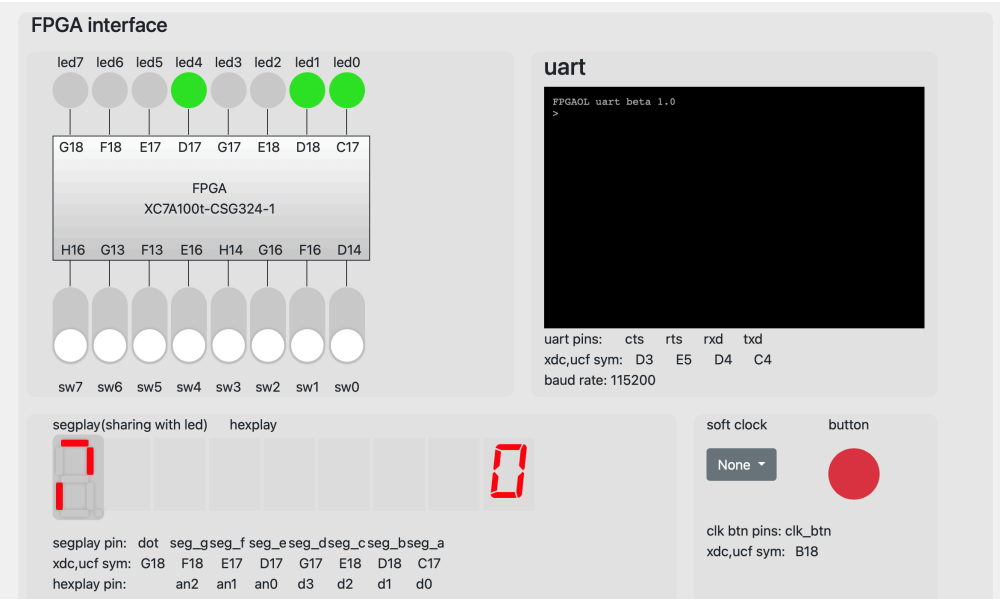 FPGA interface
led7 led6 led5 led4 led3 led2 led1 led0
G18 F18 E17 D17 G17 E18 D18 C17
FPGA
XC7A100t-CSG324-1
H16 G13 F13 E16 H14 G16 F16 D14
sw7 sw6 sw5 sw4 sw3 sw2 sw1 sw0
uart
FPGAOL uart beta 1.0
>
uart pins: cts rts rxd txd
xdc,ucf sym: D3 E5 D4 C4
baud rate: 115200
segplay(sharing with led) hexplay
0
segplay pin: dot seg_g seg_f seg_e seg_d seg_c seg_b seg_a
xdc,ucf sym: G18 F18 E17 D17 G17 E18 D18 C17
hexplay pin: an2 an1 an0 d3 d2 d1 d0
soft clock button
None
clk btn pins: clk_btn
xdc,ucf sym: B18